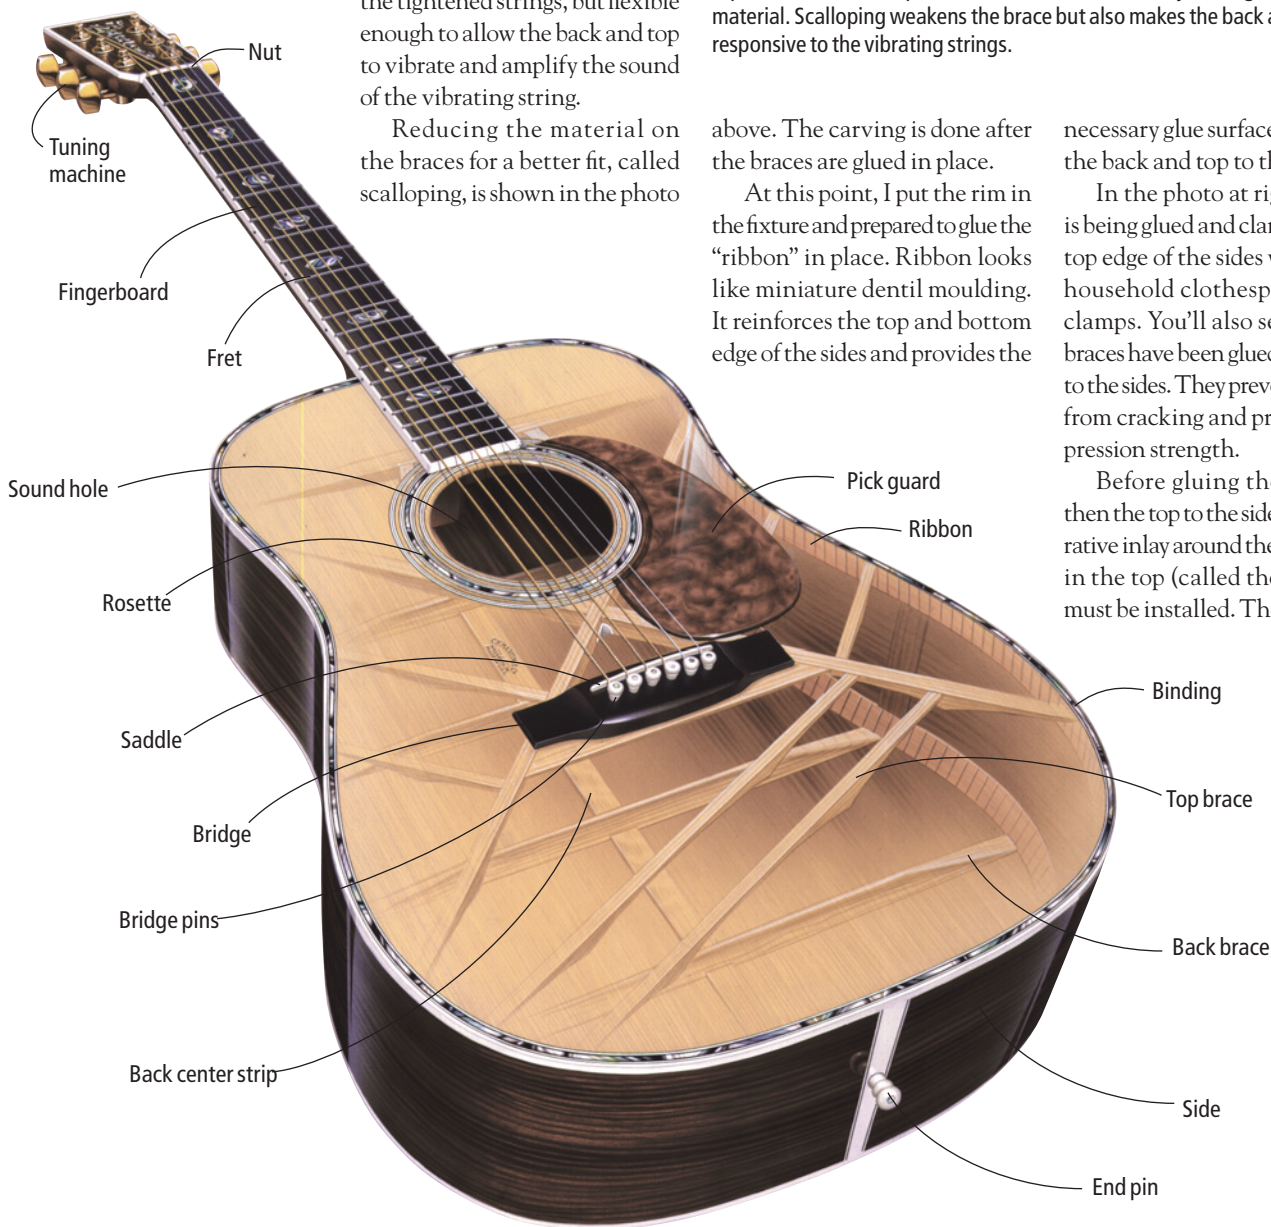 the tightened strings, but flexible
enough to allow the back and top
to vibrate and amplify the sound
of the vibrating string.
Reducing the material on
the braces for a better fit, called
scalloping, is shown in the photo
material. Scalloping weakens the brace but also makes the back a
responsive to the vibrating strings.
above. The carving is done after
the braces are glued in place.
At this point, I put the rim in
the fixture and prepared to glue the
“ribbon” in place. Ribbon looks
like miniature dentil moulding.
It reinforces the top and bottom
edge of the sides and provides the
necessary glue surface
the back and top to th
In the photo at rig
is being glued and clam
top edge of the sides w
household clothesp
clamps. You’ll also se
braces have been glued
to the sides. They preve
from cracking and pr
pression strength.
Before gluing the
then the top to the side
rative inlay around the
in the top (called the
must be installed. Th
Nut
Tuning
machine
Fingerboard
Fret
Sound hole
Rosette
Saddle
Bridge
Bridge pins
Back center strip
Pick guard
Ribbon
Binding
Top brace
Back brace
Side
End pin